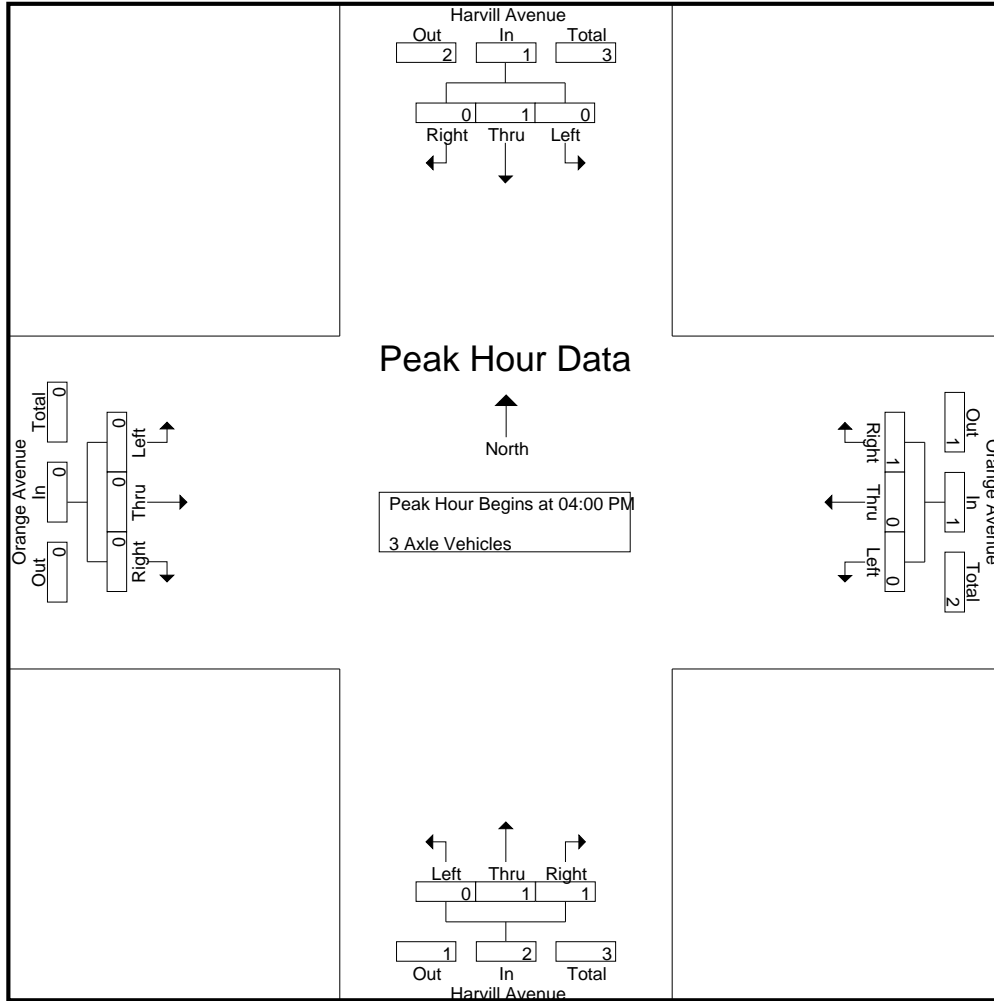 Harvill Avenue
Out In Total
2 1 3
0 1 0
Right Thru Left
Peak Hour Data
North
Peak Hour Begins at 04:00 PM
3 Axle Vehicles
Orange Avenue
Out In Total
0 0 0
0 0 0
Left Thru Right
Orange Avenue
Out In Total
1 1 2
1 0 0
Right Thru Left
Left Thru Right
0 1 1
1 2 3
Out In Total
Harvill Avenue